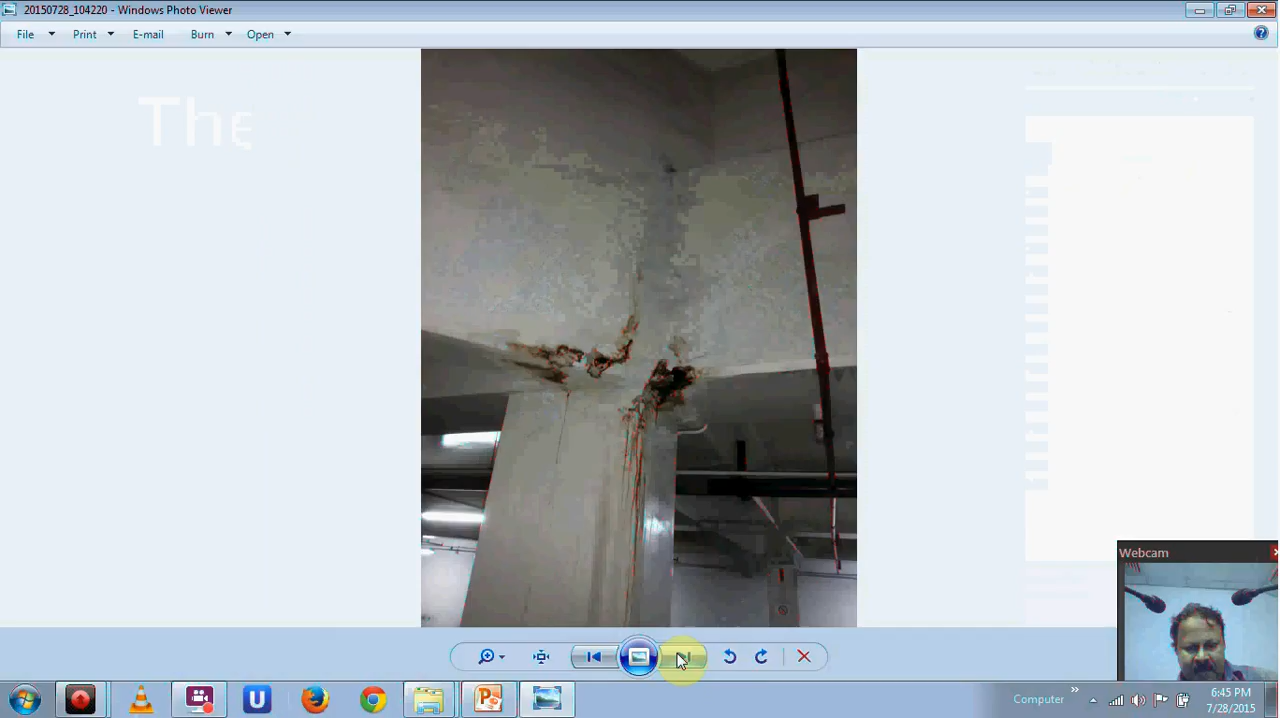 20150728_104220 - Windows Photo Viewer
File Print E-mail Burn Open
The
Webcam
Computer
6:45 PM
7/28/2015